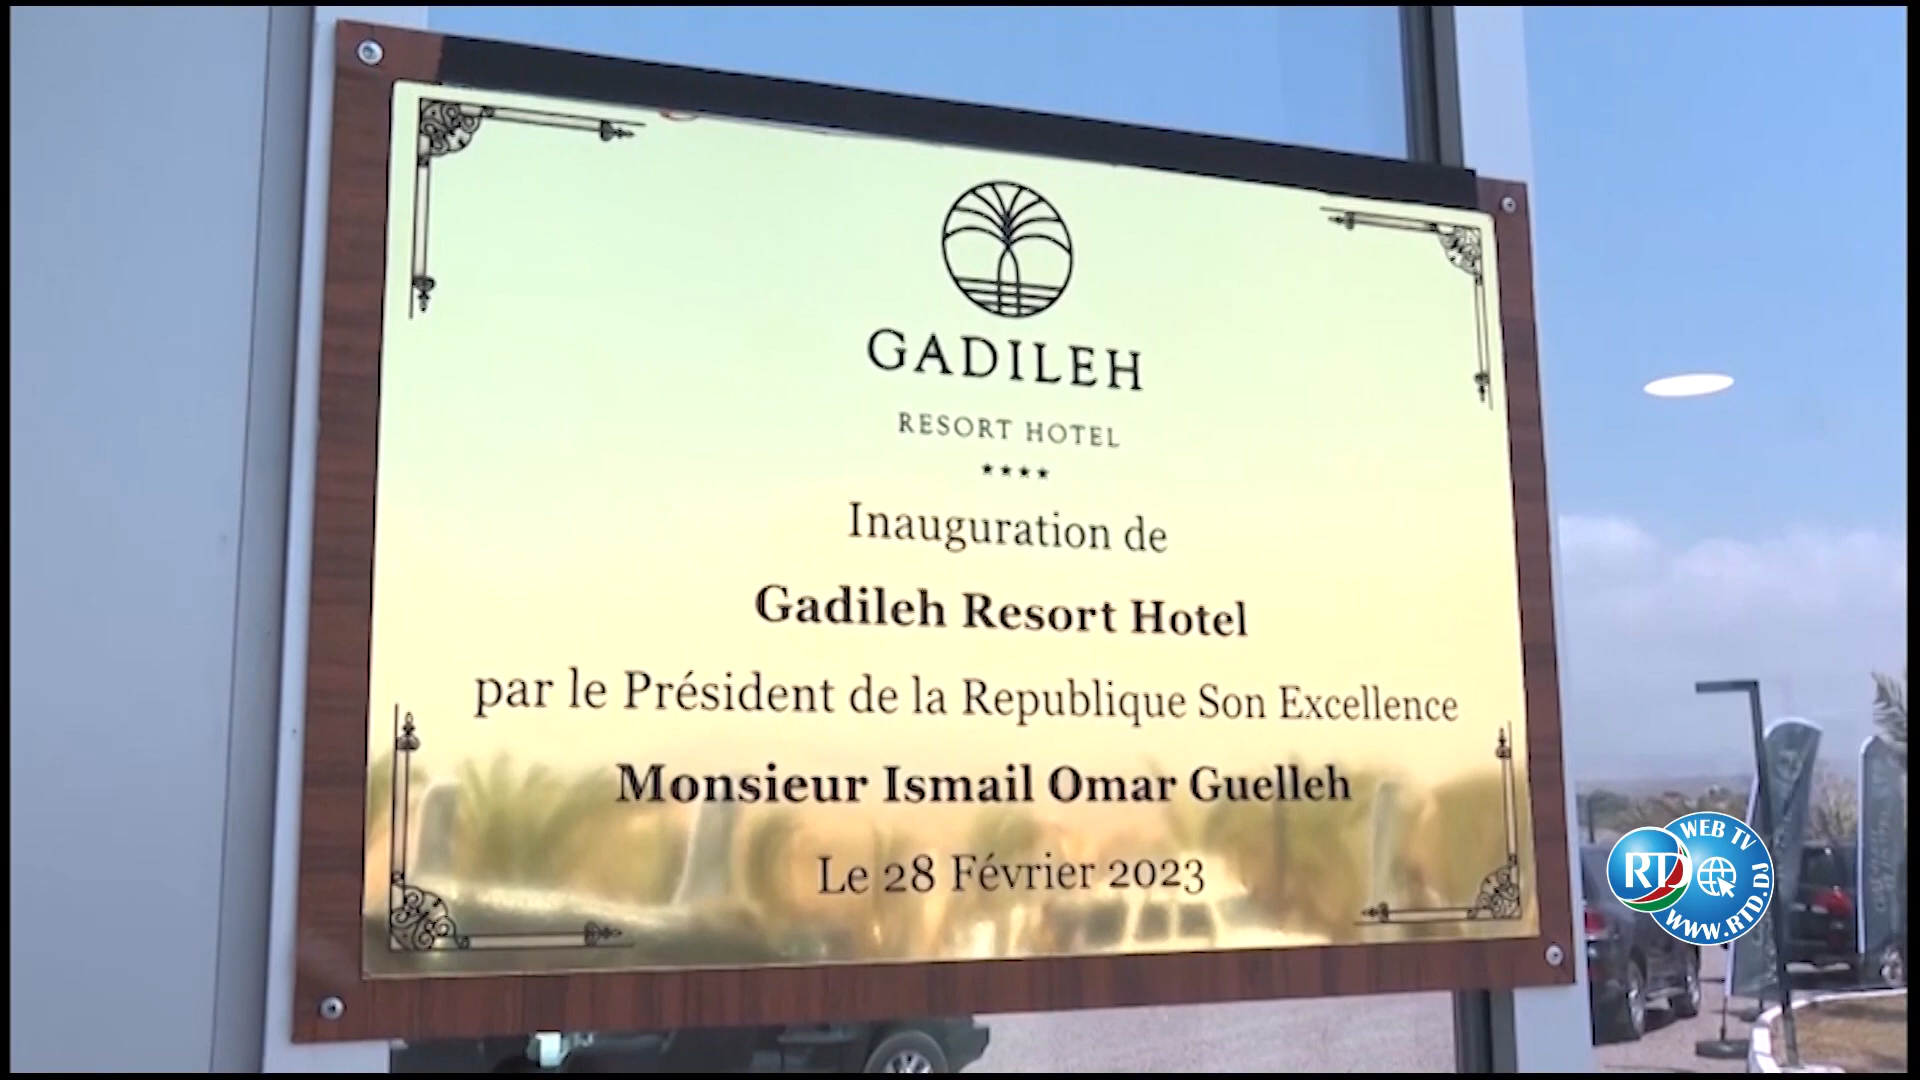 GADILEH
RESORT HOTEL
★★★★
Inauguration de
Gadileh Resort Hotel
par le Président de la Republique Son Excellence
Monsieur Ismail Omar Guelleh
Le 28 Février 2023
WEB TV
RTD
WWW.RTD.DJ